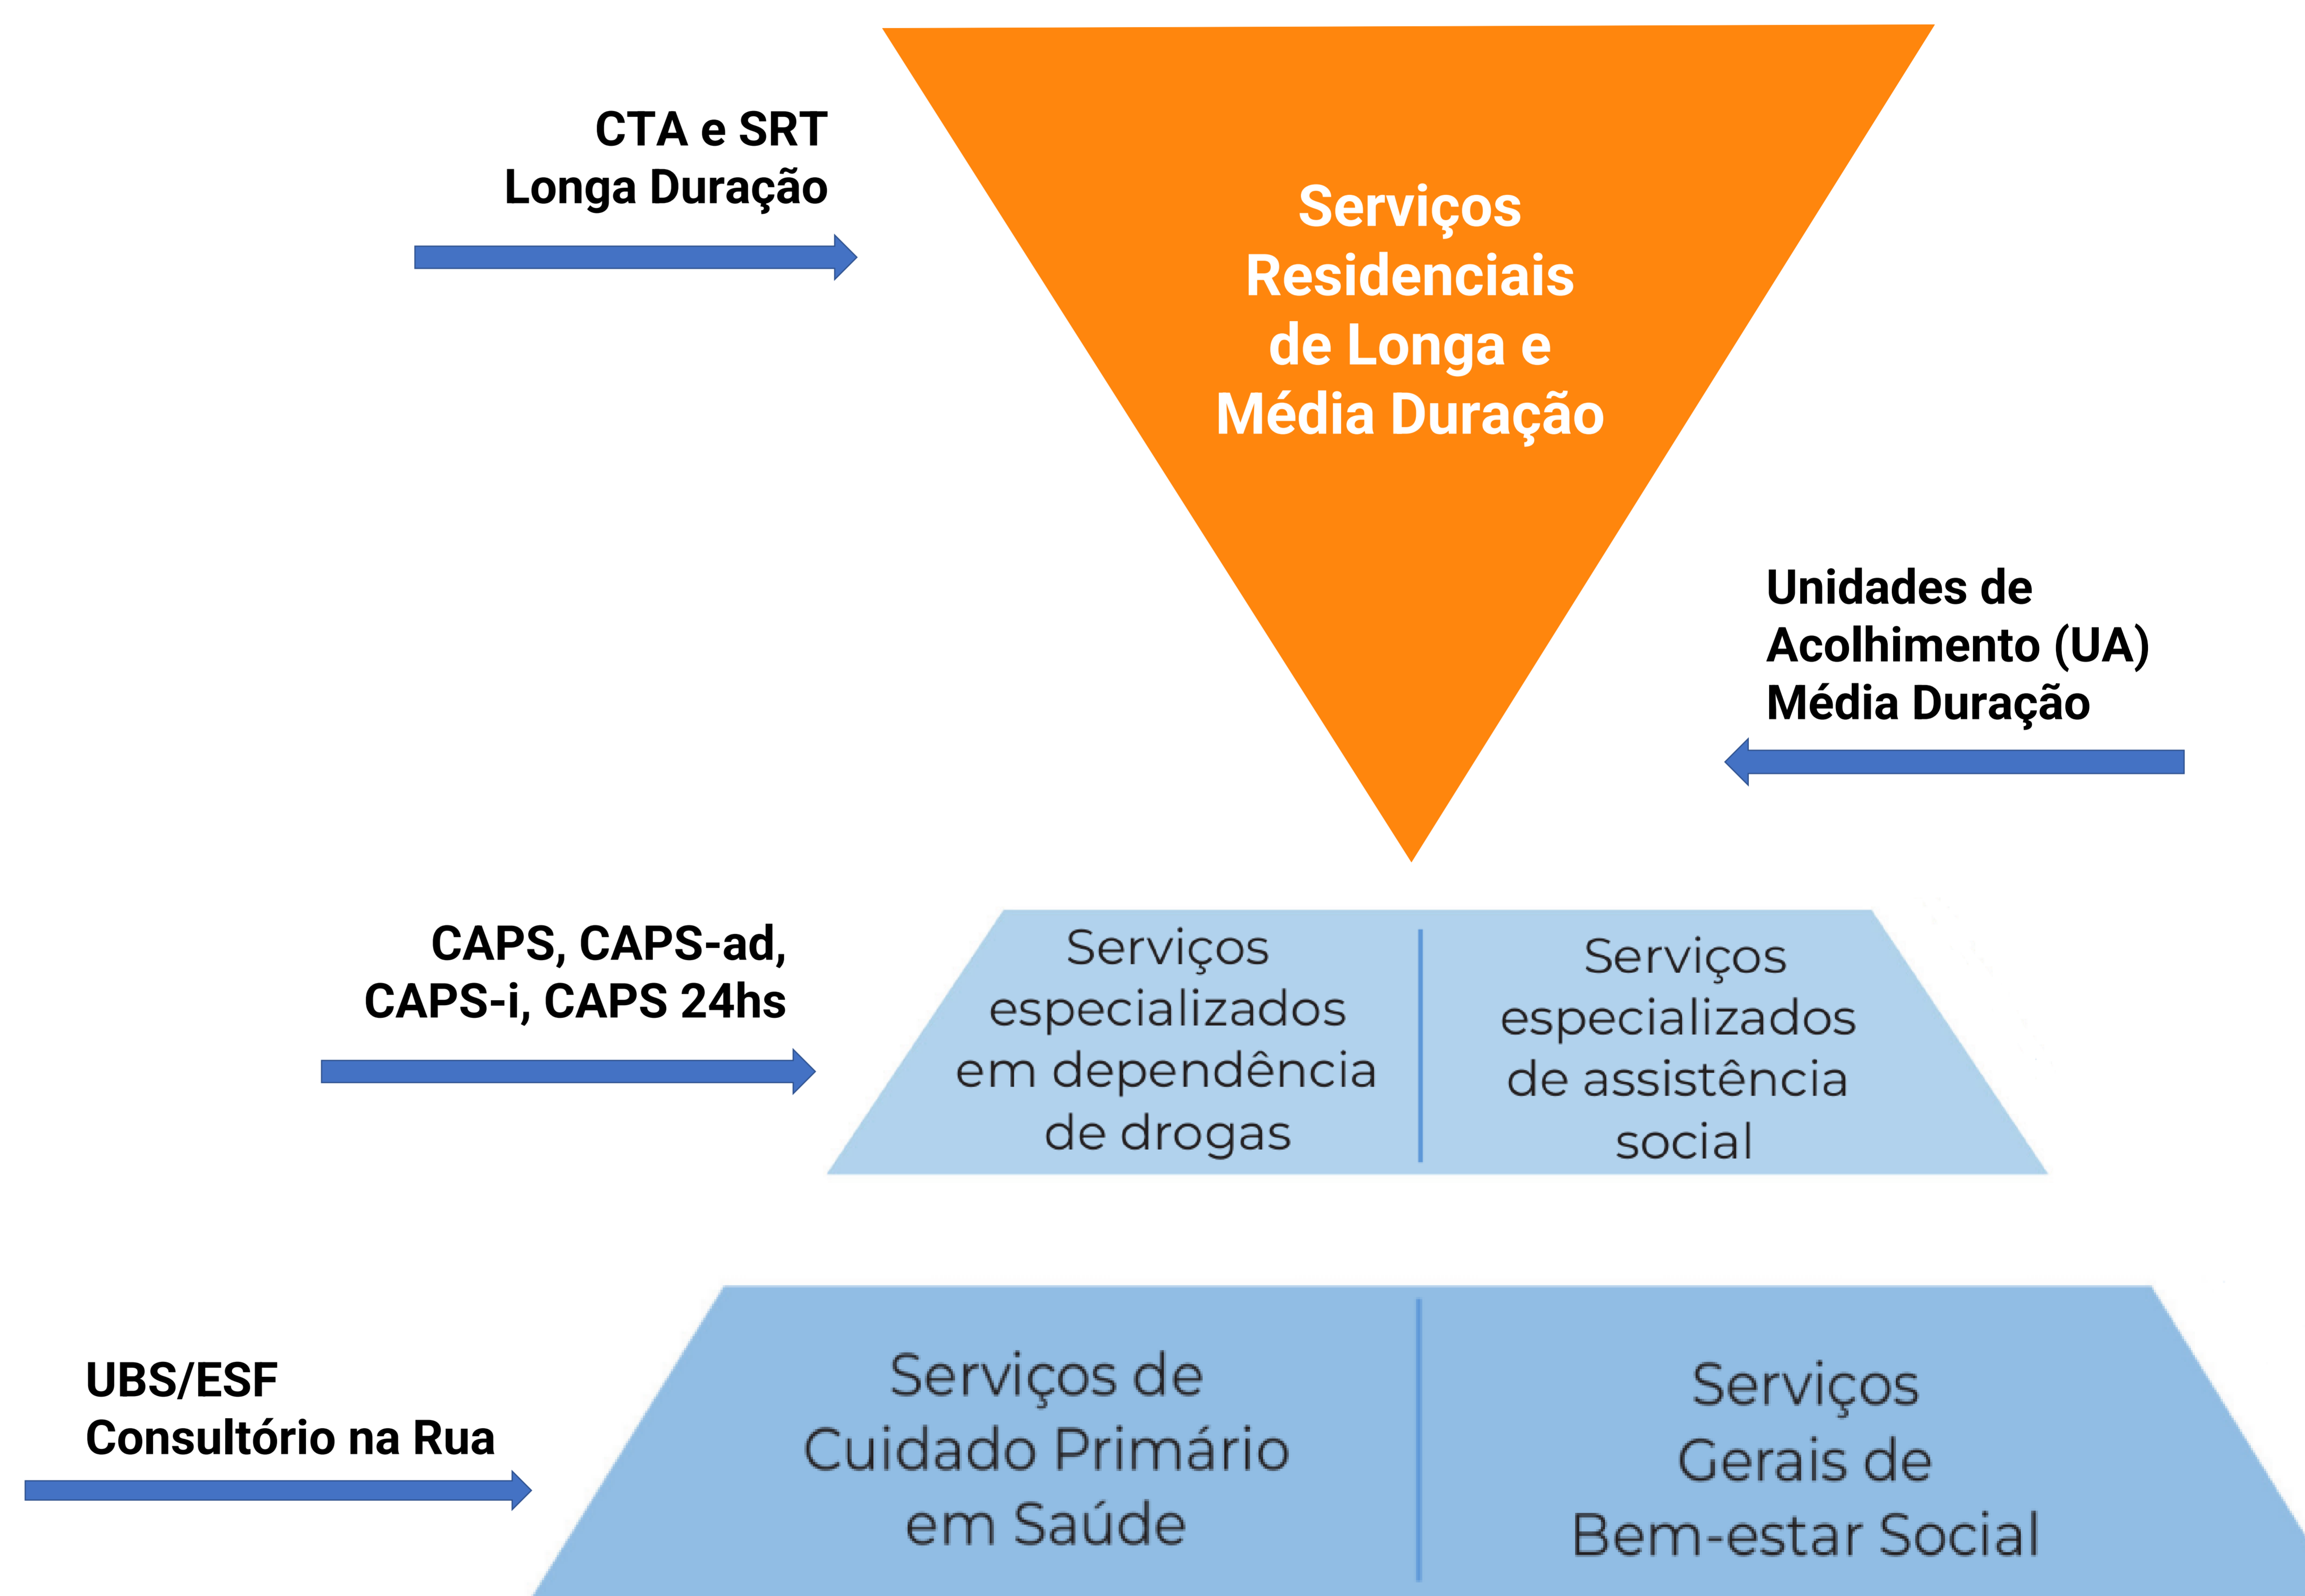 CTA e SRT
Longa Duração
Serviços
Residenciais
de Longa e
Média Duração
Unidades de
Acolhimento (UA)
Média Duração
CAPS, CAPS-ad,
CAPS-i, CAPS 24hs
Serviços
especializados
em dependência
de drogas
Serviços
especializados
de assistência
social
UBS/ESF
Consultório na Rua
Serviços de
Cuidado Primário
em Saúde
Serviços
Gerais de
Bem-estar Social